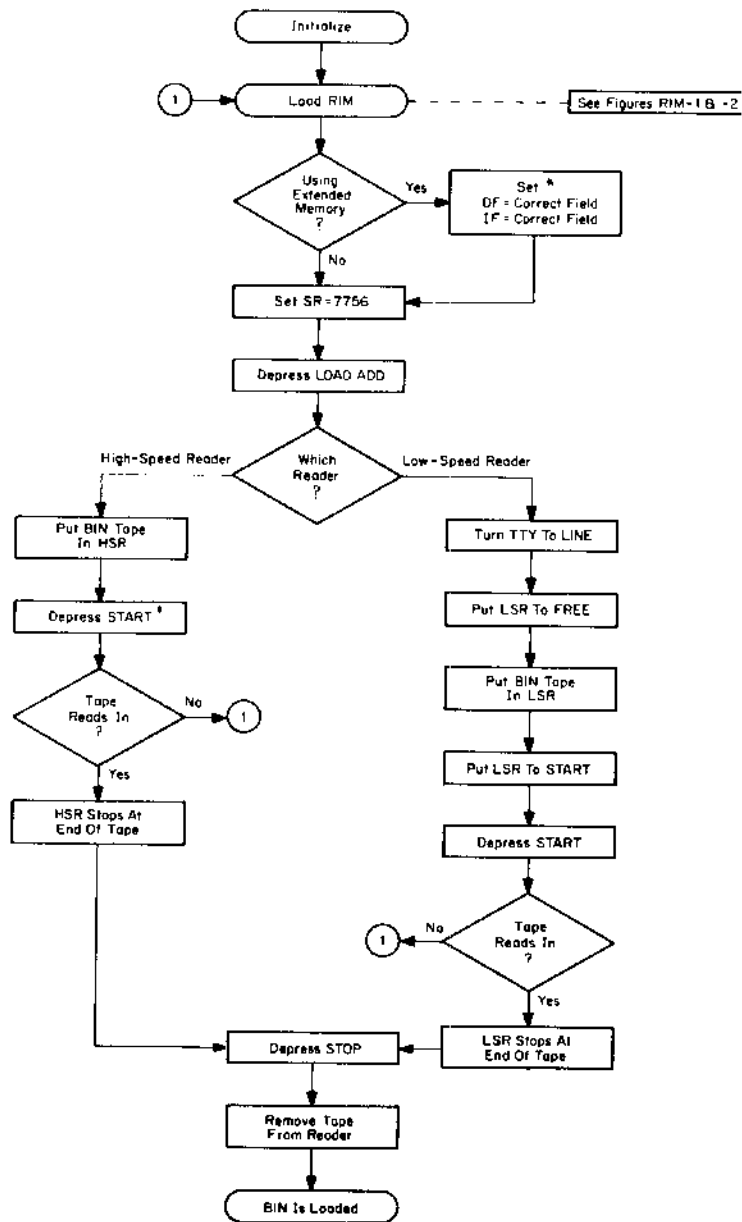 Initialize
1
Load RIM
See Figures RIM-1 & -2
Using
Extended
Memory
?
Yes
Set *
DF = Correct Field
IF = Correct Field
No
Set SR=7756
Depress LOAD ADD
High-Speed Reader
Which
Reader
?
Low-Speed Reader
Put BIN Tape
In HSR
Turn TTY To LINE
Depress START*
Put LSR To FREE
Tape
Reads In
?
No
1
Put BIN Tape
In LSR
Yes
Put LSR To START
HSR Stops At
End Of Tape
Depress START
1
No
Tape
Reads In
?
Yes
Depress STOP
LSR Stops At
End Of Tape
Remove Tape
From Reader
BIN Is Loaded